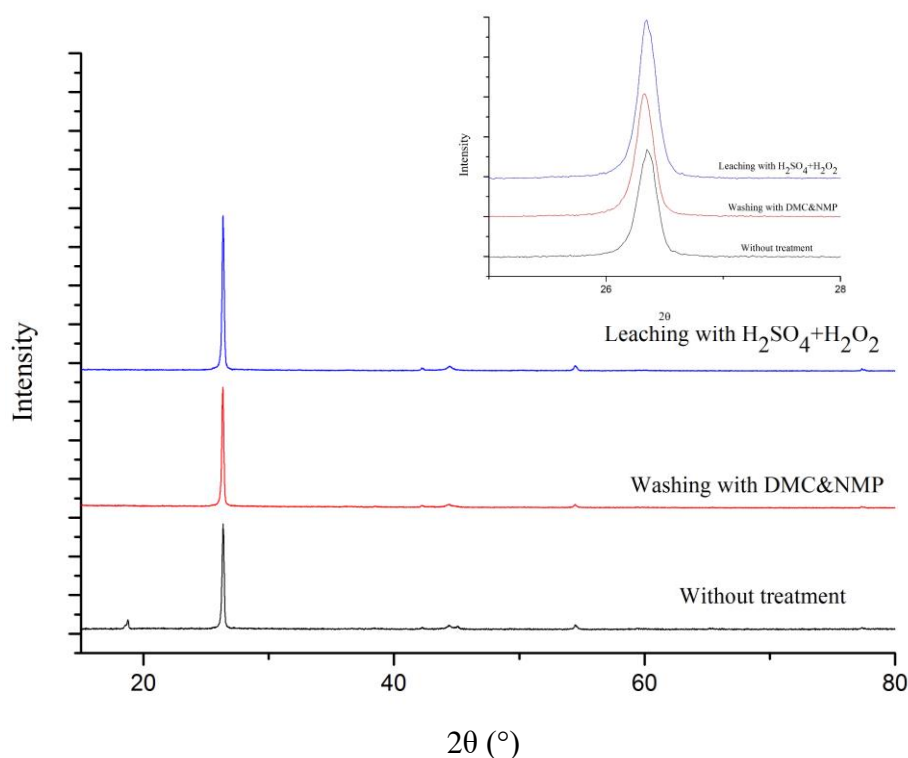 Intensity
Leaching with H₂SO₄+H₂O₂
Washing with DMC&NMP
Without treatment
26
28
2θ
Leaching with H₂SO₄+H₂O₂
Washing with DMC&NMP
Without treatment
Intensity
20
40
60
80
2θ (°)